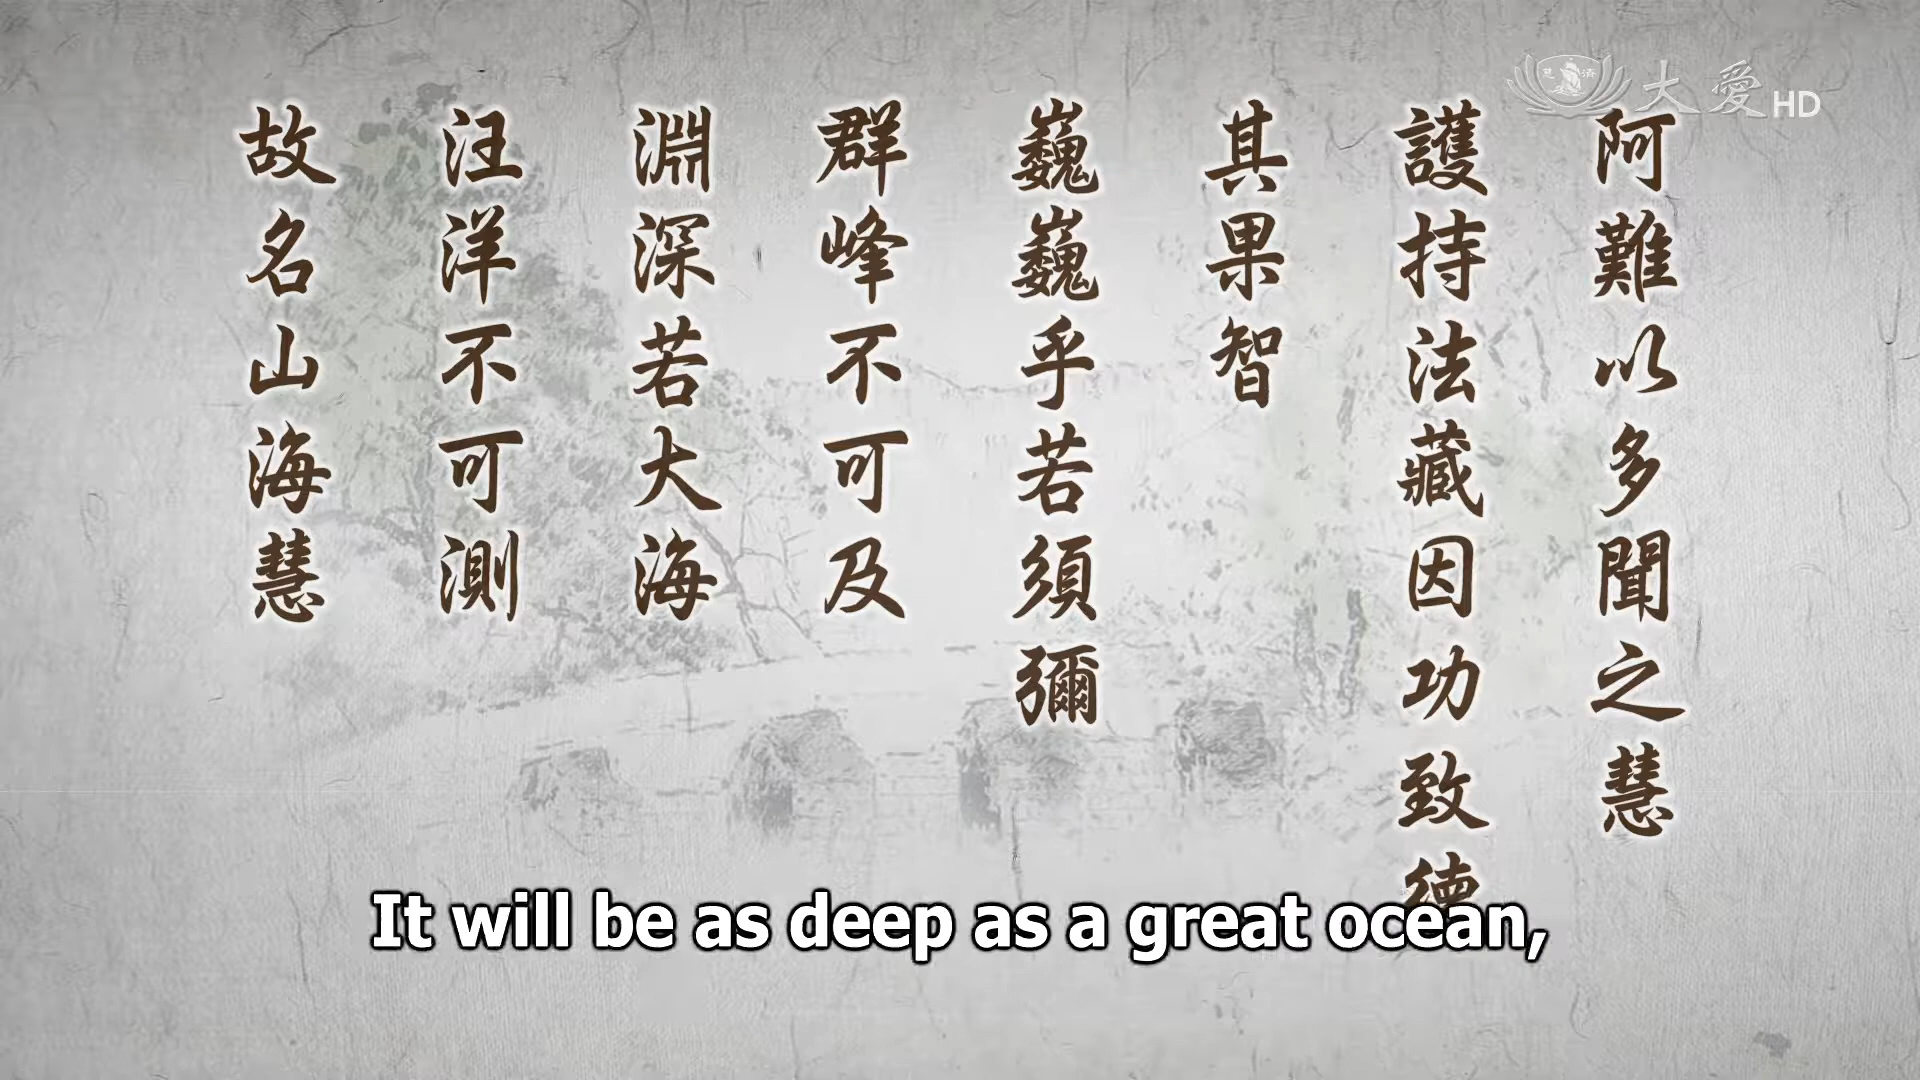 大愛HD
阿難以多聞之慧
護持法藏因功致德
其果智
巍巍乎若須彌
群峰不可及
淵深若大海
汪洋不可測
故名山海慧
It will be as deep as a great ocean,